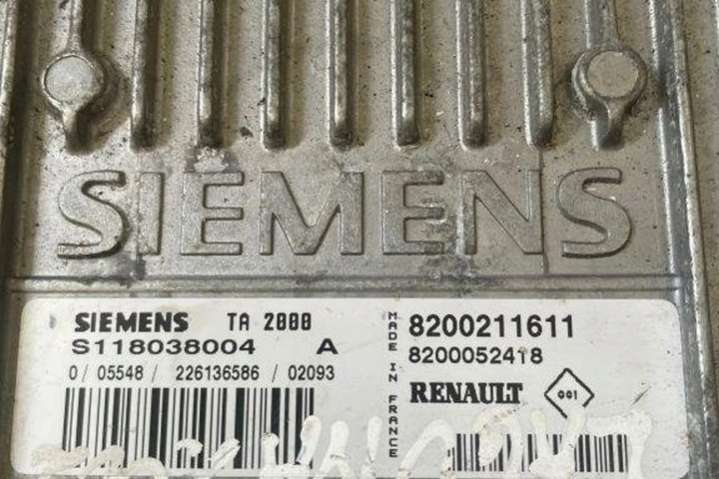 SIEMENS
SIEMENS TA 2000
S118038004 A
0/ 05548/ 226136586 / 02093
MADE IN FRANCE
8200211611
8200052418
RENAULT
001